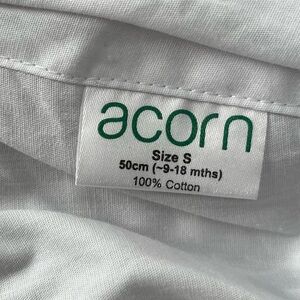 acorn
Size S
50cm (~9-18 mths)
100% Cotton